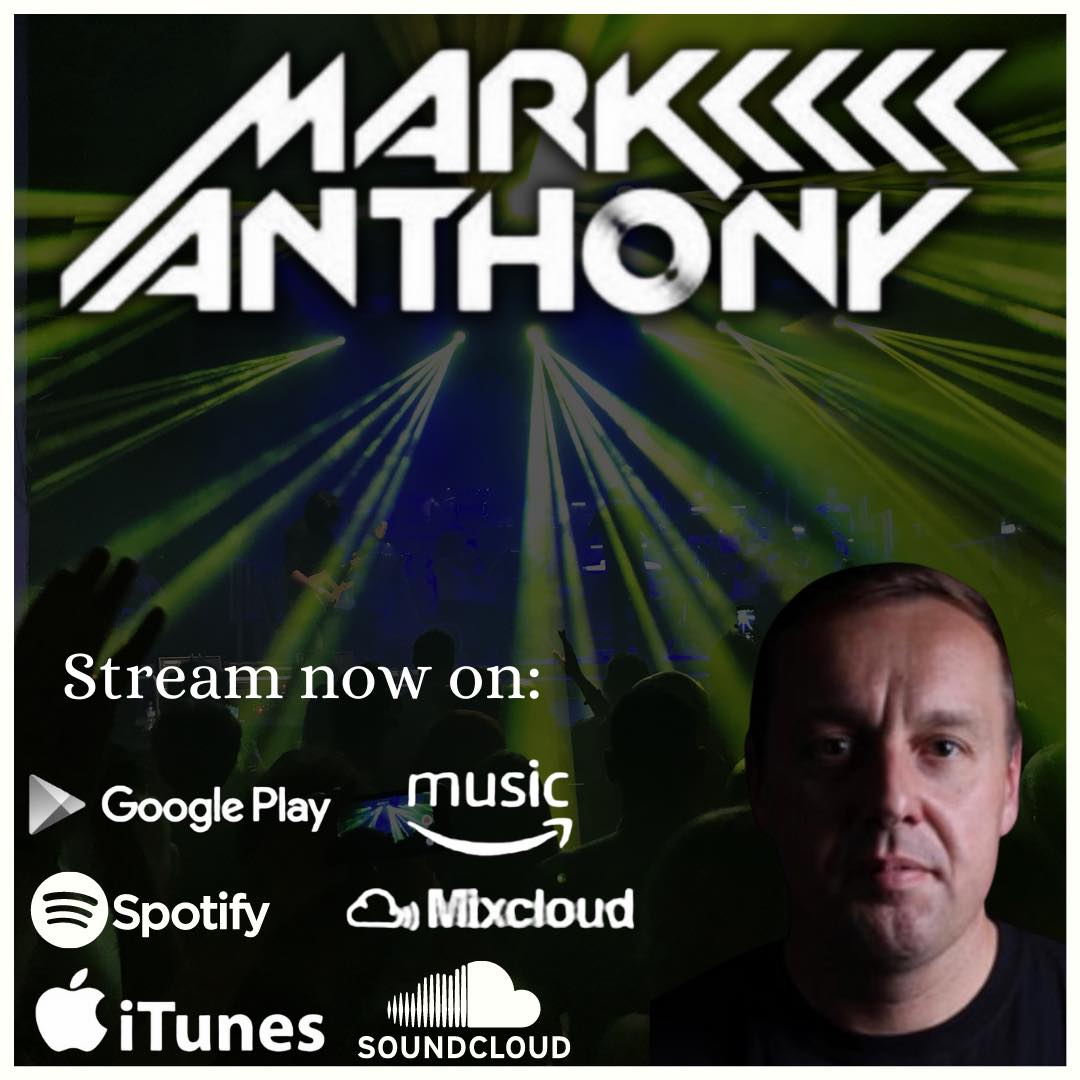 MARK
ANTHONY
Stream now on:
Google Play
music
Spotify
Mixcloud
iTunes
SOUNDCLOUD